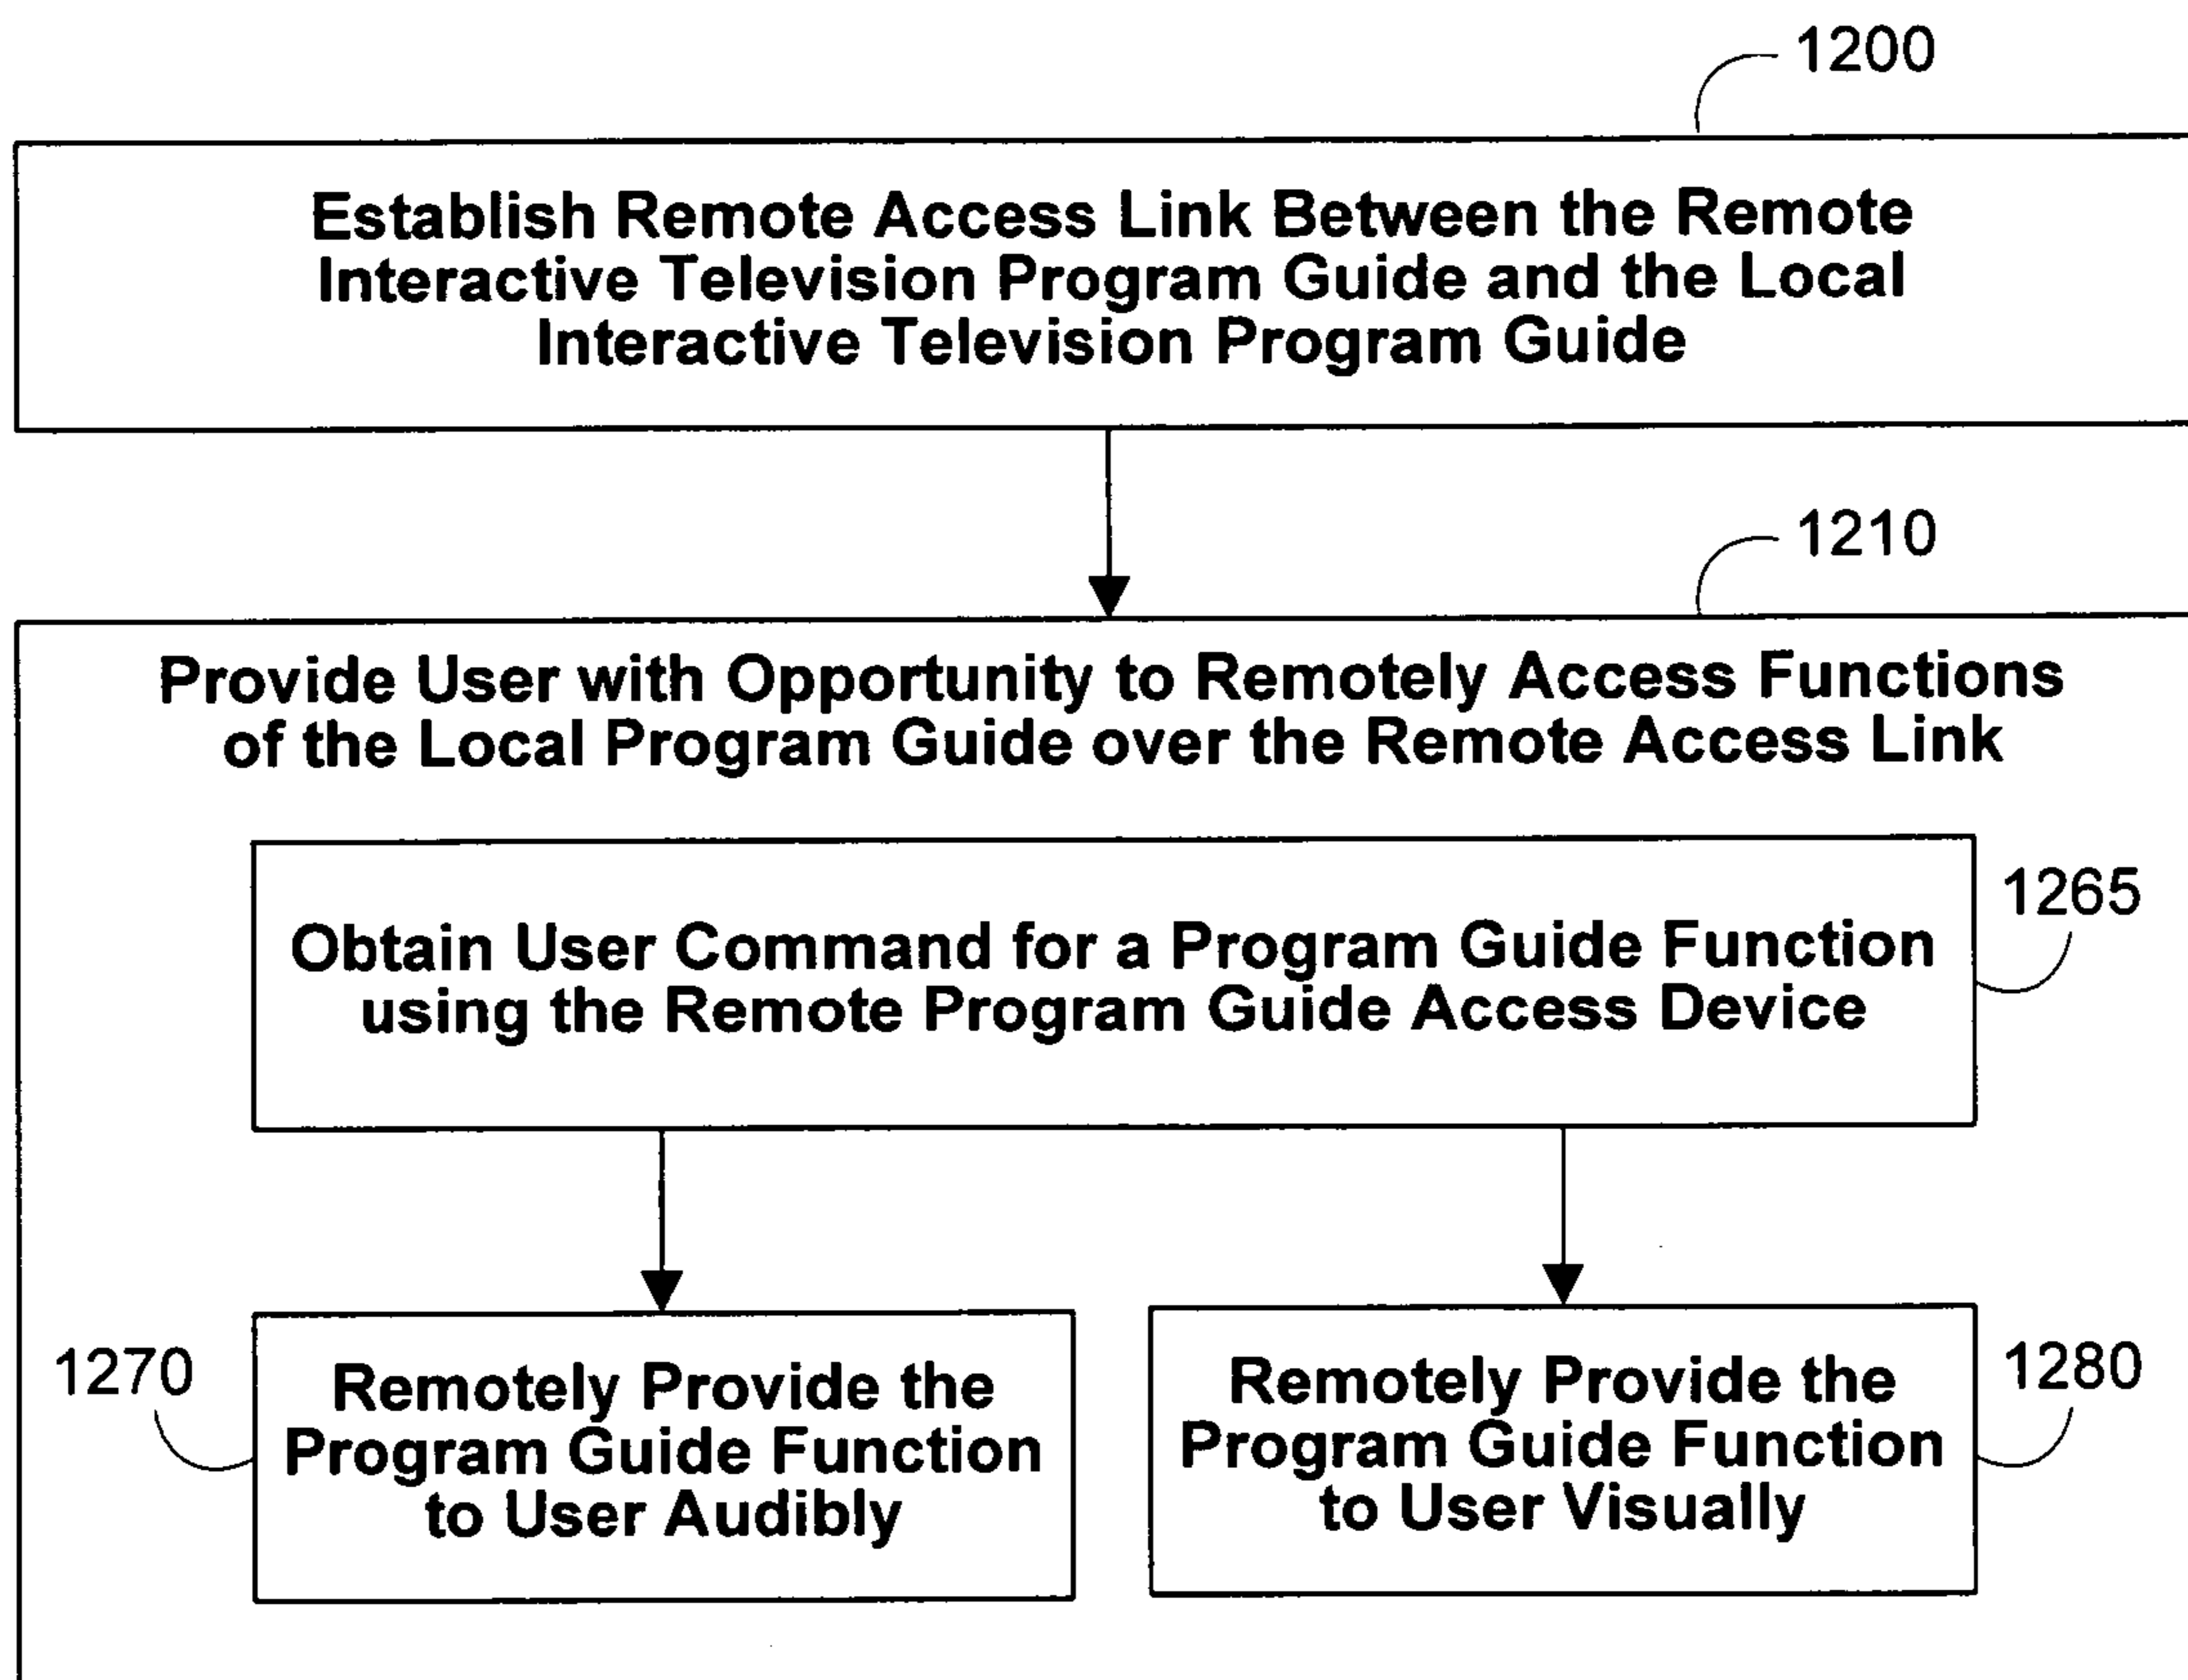 1200
Establish Remote Access Link Between the Remote
Interactive Television Program Guide and the Local
Interactive Television Program Guide
1210
Provide User with Opportunity to Remotely Access Functions
of the Local Program Guide over the Remote Access Link
1265
Obtain User Command for a Program Guide Function
using the Remote Program Guide Access Device
1270
Remotely Provide the
Program Guide Function
to User Audibly
1280
Remotely Provide the
Program Guide Function
to User Visually